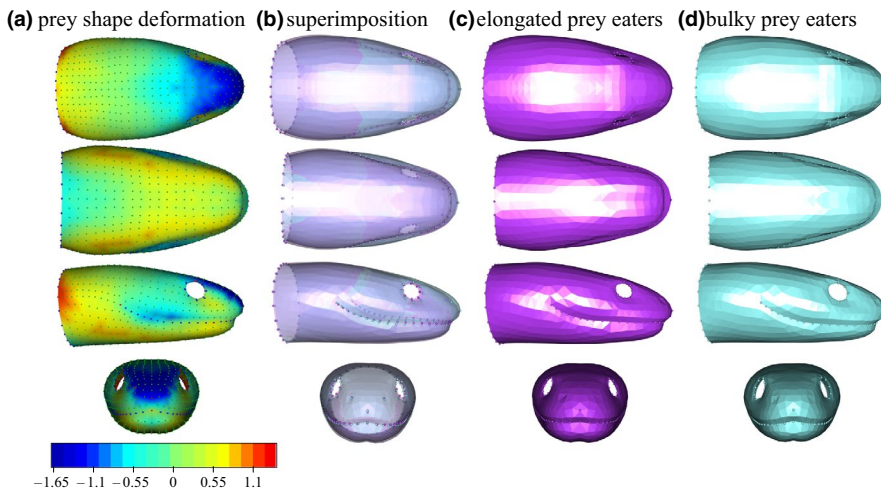 (a) prey shape deformation (b) superimposition (c) elongated prey eaters (d) bulky prey eaters
−1.65 −1.1 −0.55 0 0.55 1.1